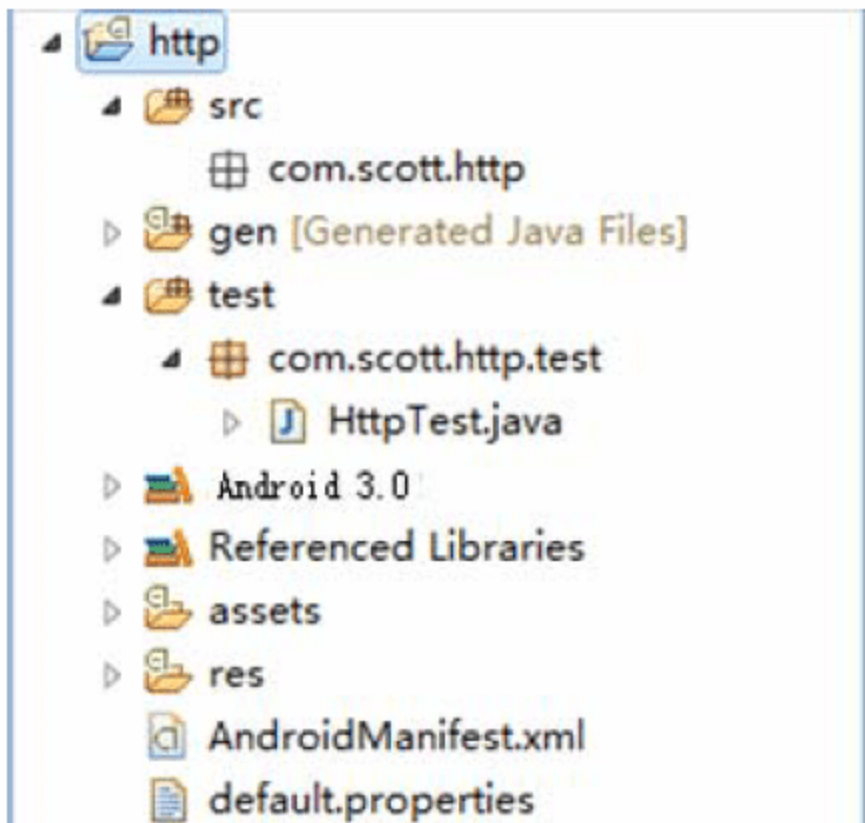 http
src
com.scott.http
gen [Generated Java Files]
test
com.scott.http.test
HttpTest.java
Android 3.0
Referenced Libraries
assets
res
AndroidManifest.xml
default.properties